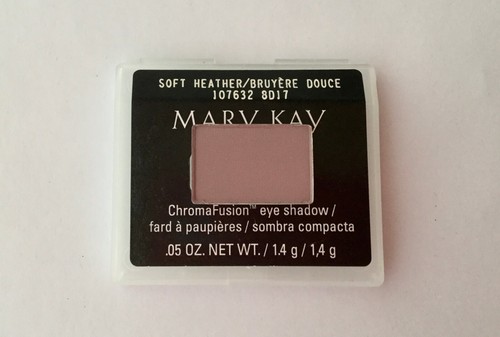 SOFT HEATHER/BRUYÈRE DOUCE
107632 8D17
MARY KAY
ChromaFusion™ eye shadow /
fard à paupières / sombra compacta
.05 OZ. NET WT. / 1.4 g / 1,4 g